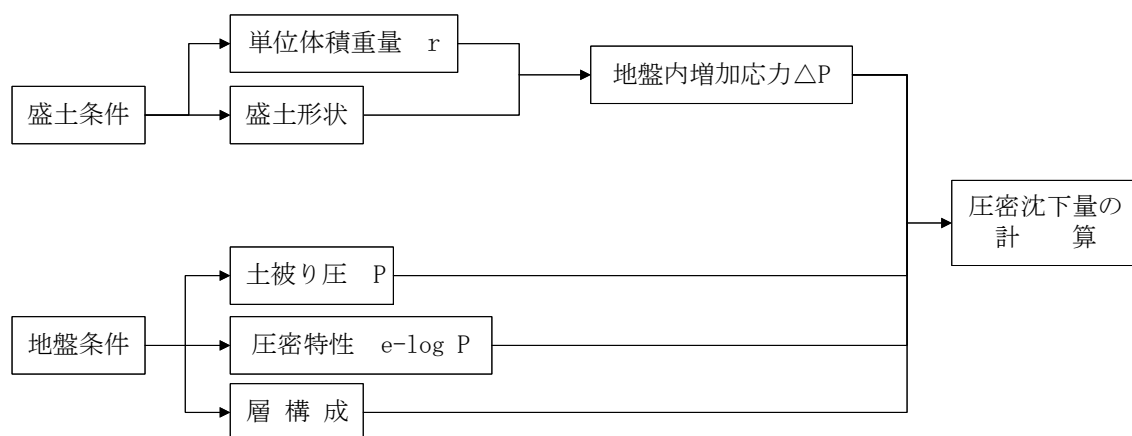 単位体積重量　r
地盤内増加応力△P
盛土条件
盛土形状
圧密沈下量の
計　　算
土被り圧　P
地盤条件
圧密特性　e-log P
層 構 成